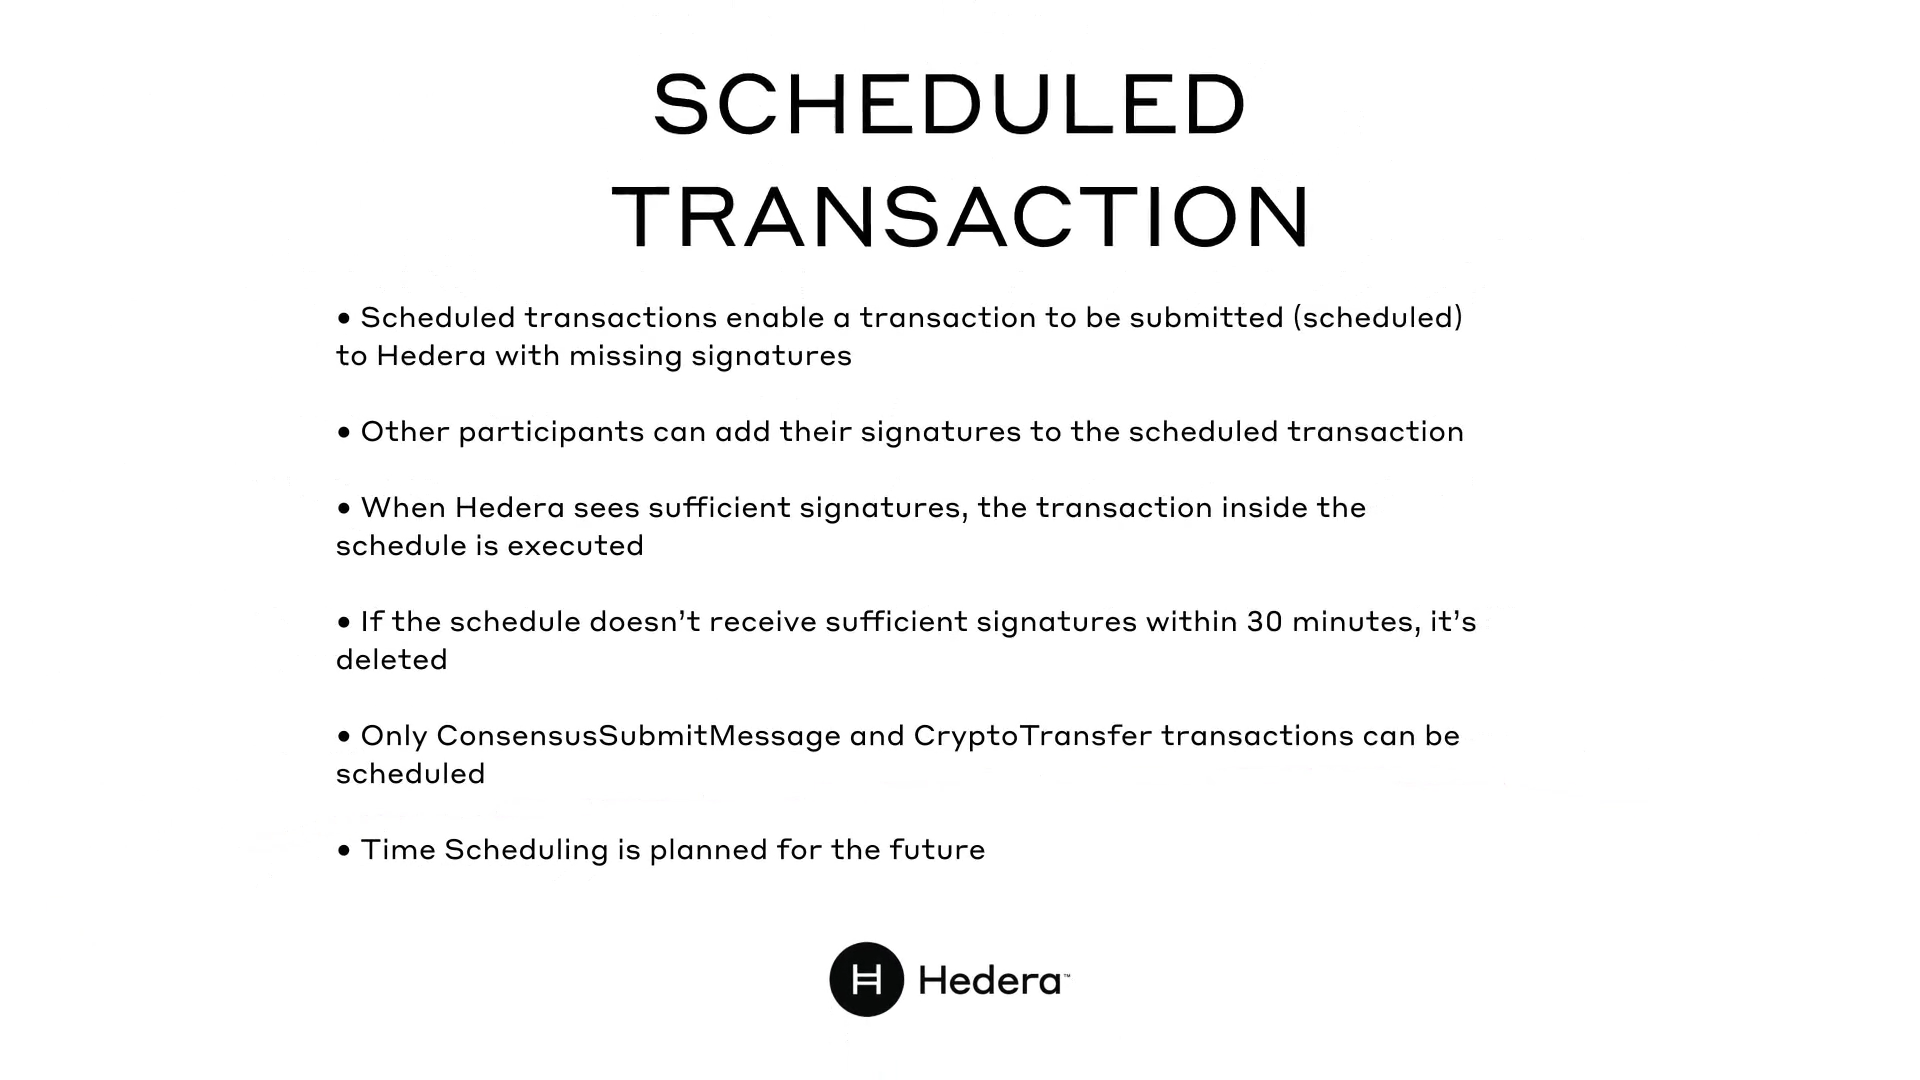 SCHEDULED
TRANSACTION
• Scheduled transactions enable a transaction to be submitted (scheduled)
to Hedera with missing signatures
• Other participants can add their signatures to the scheduled transaction
• When Hedera sees sufficient signatures, the transaction inside the
schedule is executed
• If the schedule doesn’t receive sufficient signatures within 30 minutes, it’s
deleted
• Only ConsensusSubmitMessage and CryptoTransfer transactions can be
scheduled
• Time Scheduling is planned for the future
H Hedera™